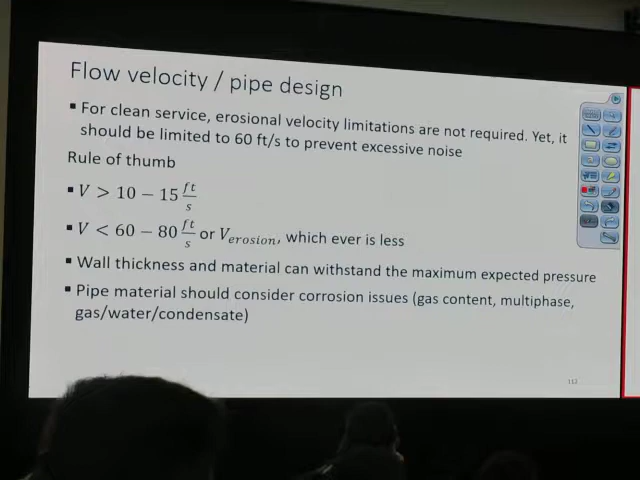 Flow velocity / pipe design
▪ For clean service, erosional velocity limitations are not required. Yet, it
should be limited to 60 ft/s to prevent excessive noise
Rule of thumb
▪ V > 10 − 15 ft/s
▪ V < 60 − 80 ft/s or V_erosion, which ever is less
▪ Wall thickness and material can withstand the maximum expected pressure
▪ Pipe material should consider corrosion issues (gas content, multiphase,
gas/water/condensate)